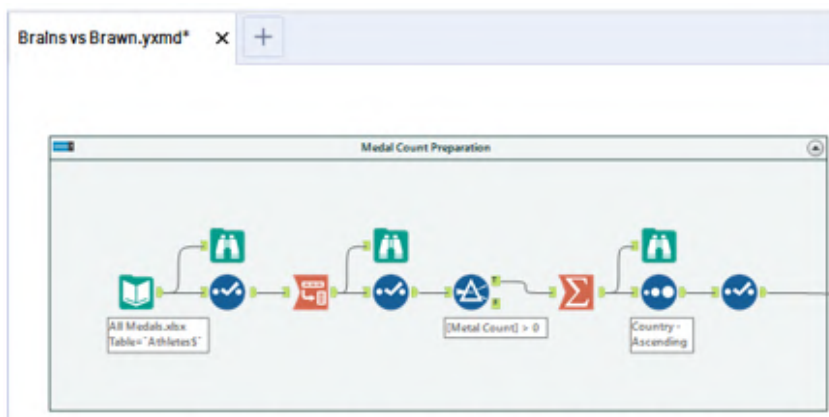 Brains vs Brawn.yxmd*
Medal Count Preparation
All Medals.xlsx
Table=`Athletes$`
[Metal Count] > 0
Country -
Ascending